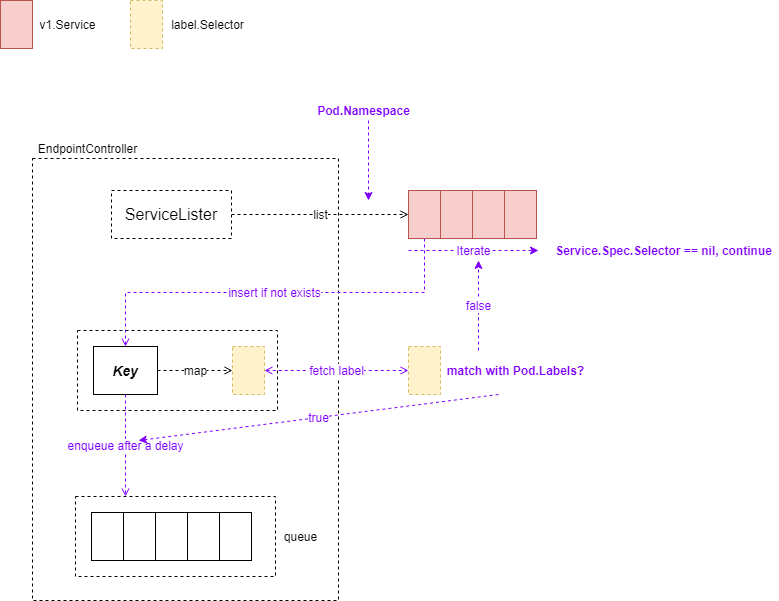 v1.Service
label.Selector
Pod.Namespace
EndpointController
ServiceLister
list
Iterate
Service.Spec.Selector == nil, continue
insert if not exists
false
Key
map
fetch label
match with Pod.Labels?
true
enqueue after a delay
queue